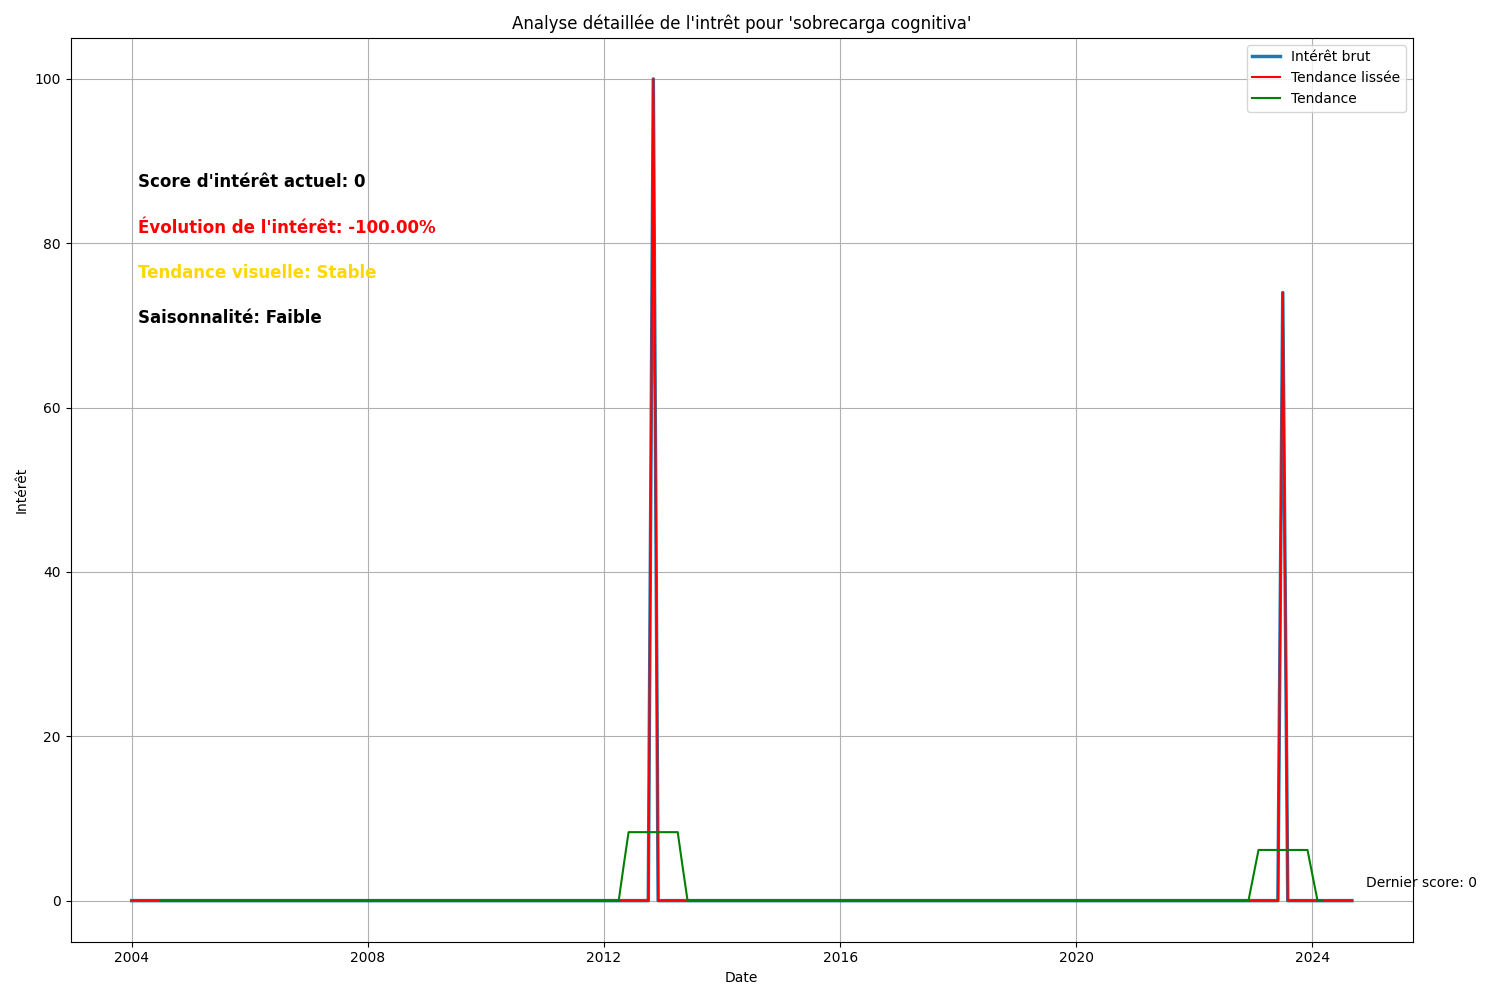 Analyse détaillée de l'intrêt pour 'sobrecarga cognitiva'
Intérêt brut
Tendance lissée
Tendance
Score d'intérêt actuel: 0
Évolution de l'intérêt: -100.00%
Tendance visuelle: Stable
Saisonnalité: Faible
Dernier score: 0
Intérêt
100
80
60
40
20
0
2004
2008
2012
2016
2020
2024
Date